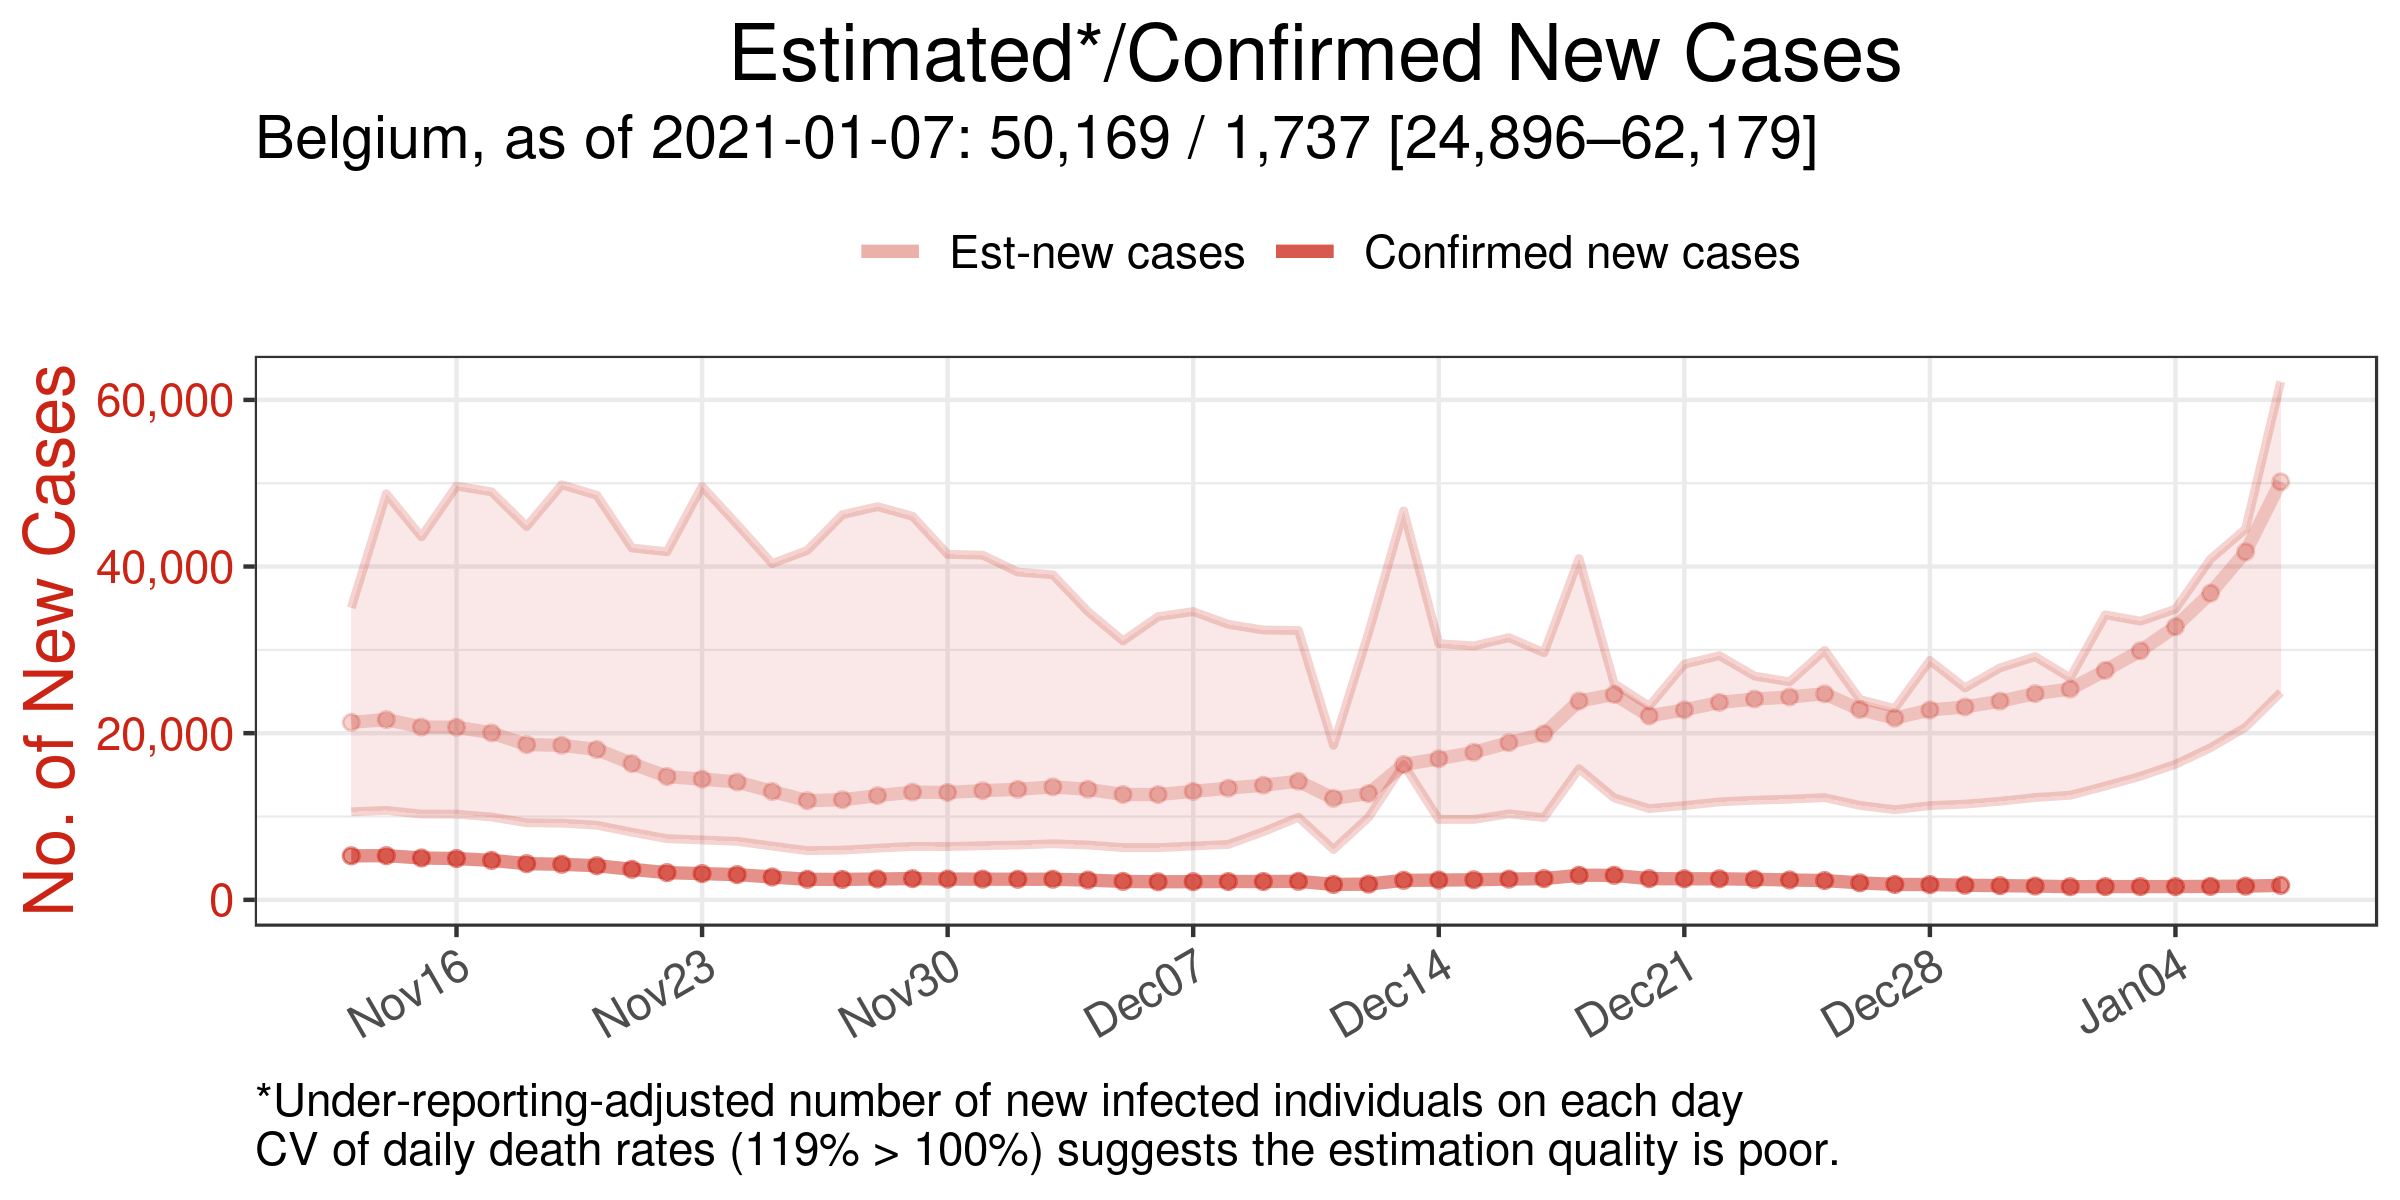 Estimated*/Confirmed New Cases
Belgium, as of 2021-01-07: 50,169 / 1,737 [24,896–62,179]
Est-new cases
Confirmed new cases
No. of New Cases
60,000
40,000
20,000
0
Nov16
Nov23
Nov30
Dec07
Dec14
Dec21
Dec28
Jan04
*Under-reporting-adjusted number of new infected individuals on each day
CV of daily death rates (119% > 100%) suggests the estimation quality is poor.